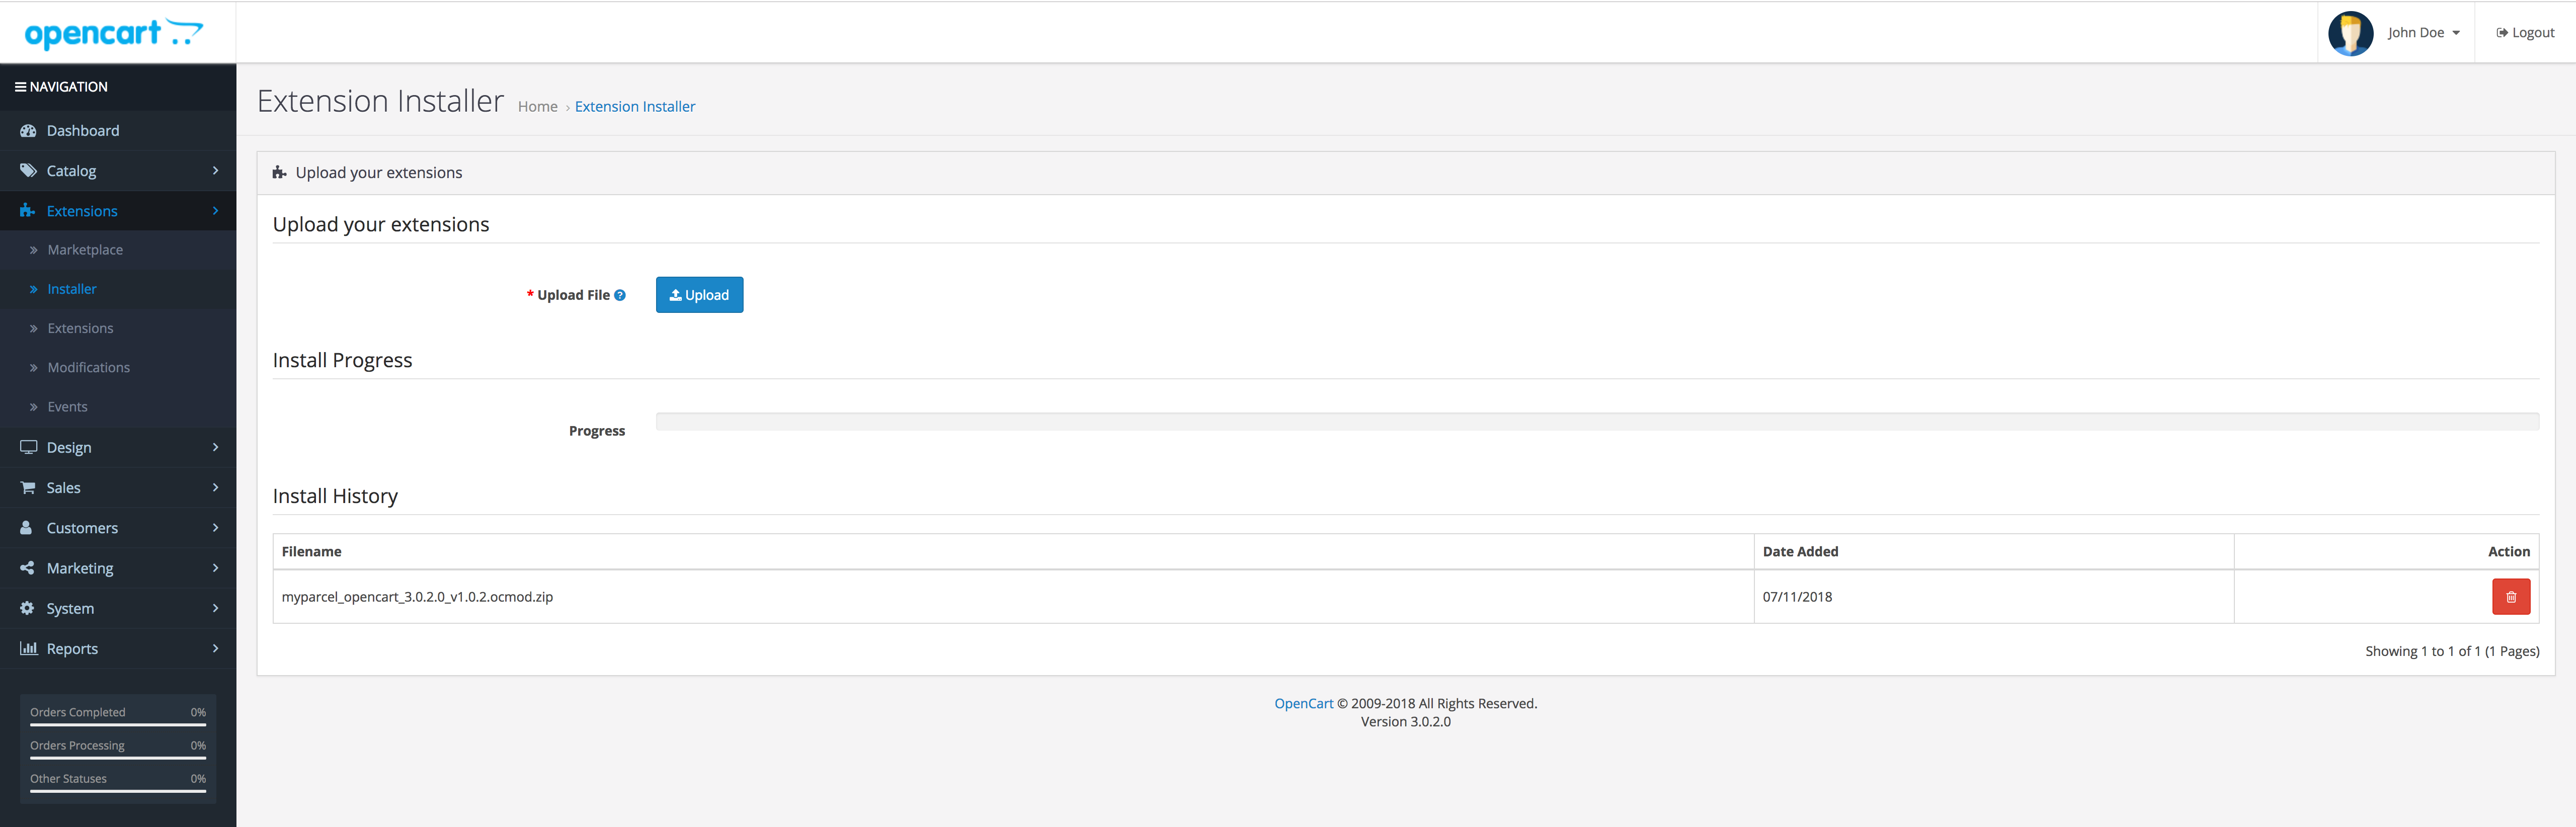 opencart
John Doe
Logout
NAVIGATION
Dashboard
Catalog
Extensions
Marketplace
Installer
Extensions
Modifications
Events
Design
Sales
Customers
Marketing
System
Reports
Orders Completed 0%
Orders Processing 0%
Other Statuses 0%
Extension Installer Home › Extension Installer
Upload your extensions
Upload your extensions
* Upload File ? Upload
Install Progress
Progress
Install History
Filename Date Added Action
myparcel_opencart_3.0.2.0_v1.0.2.ocmod.zip 07/11/2018
Showing 1 to 1 of 1 (1 Pages)
OpenCart © 2009-2018 All Rights Reserved.
Version 3.0.2.0